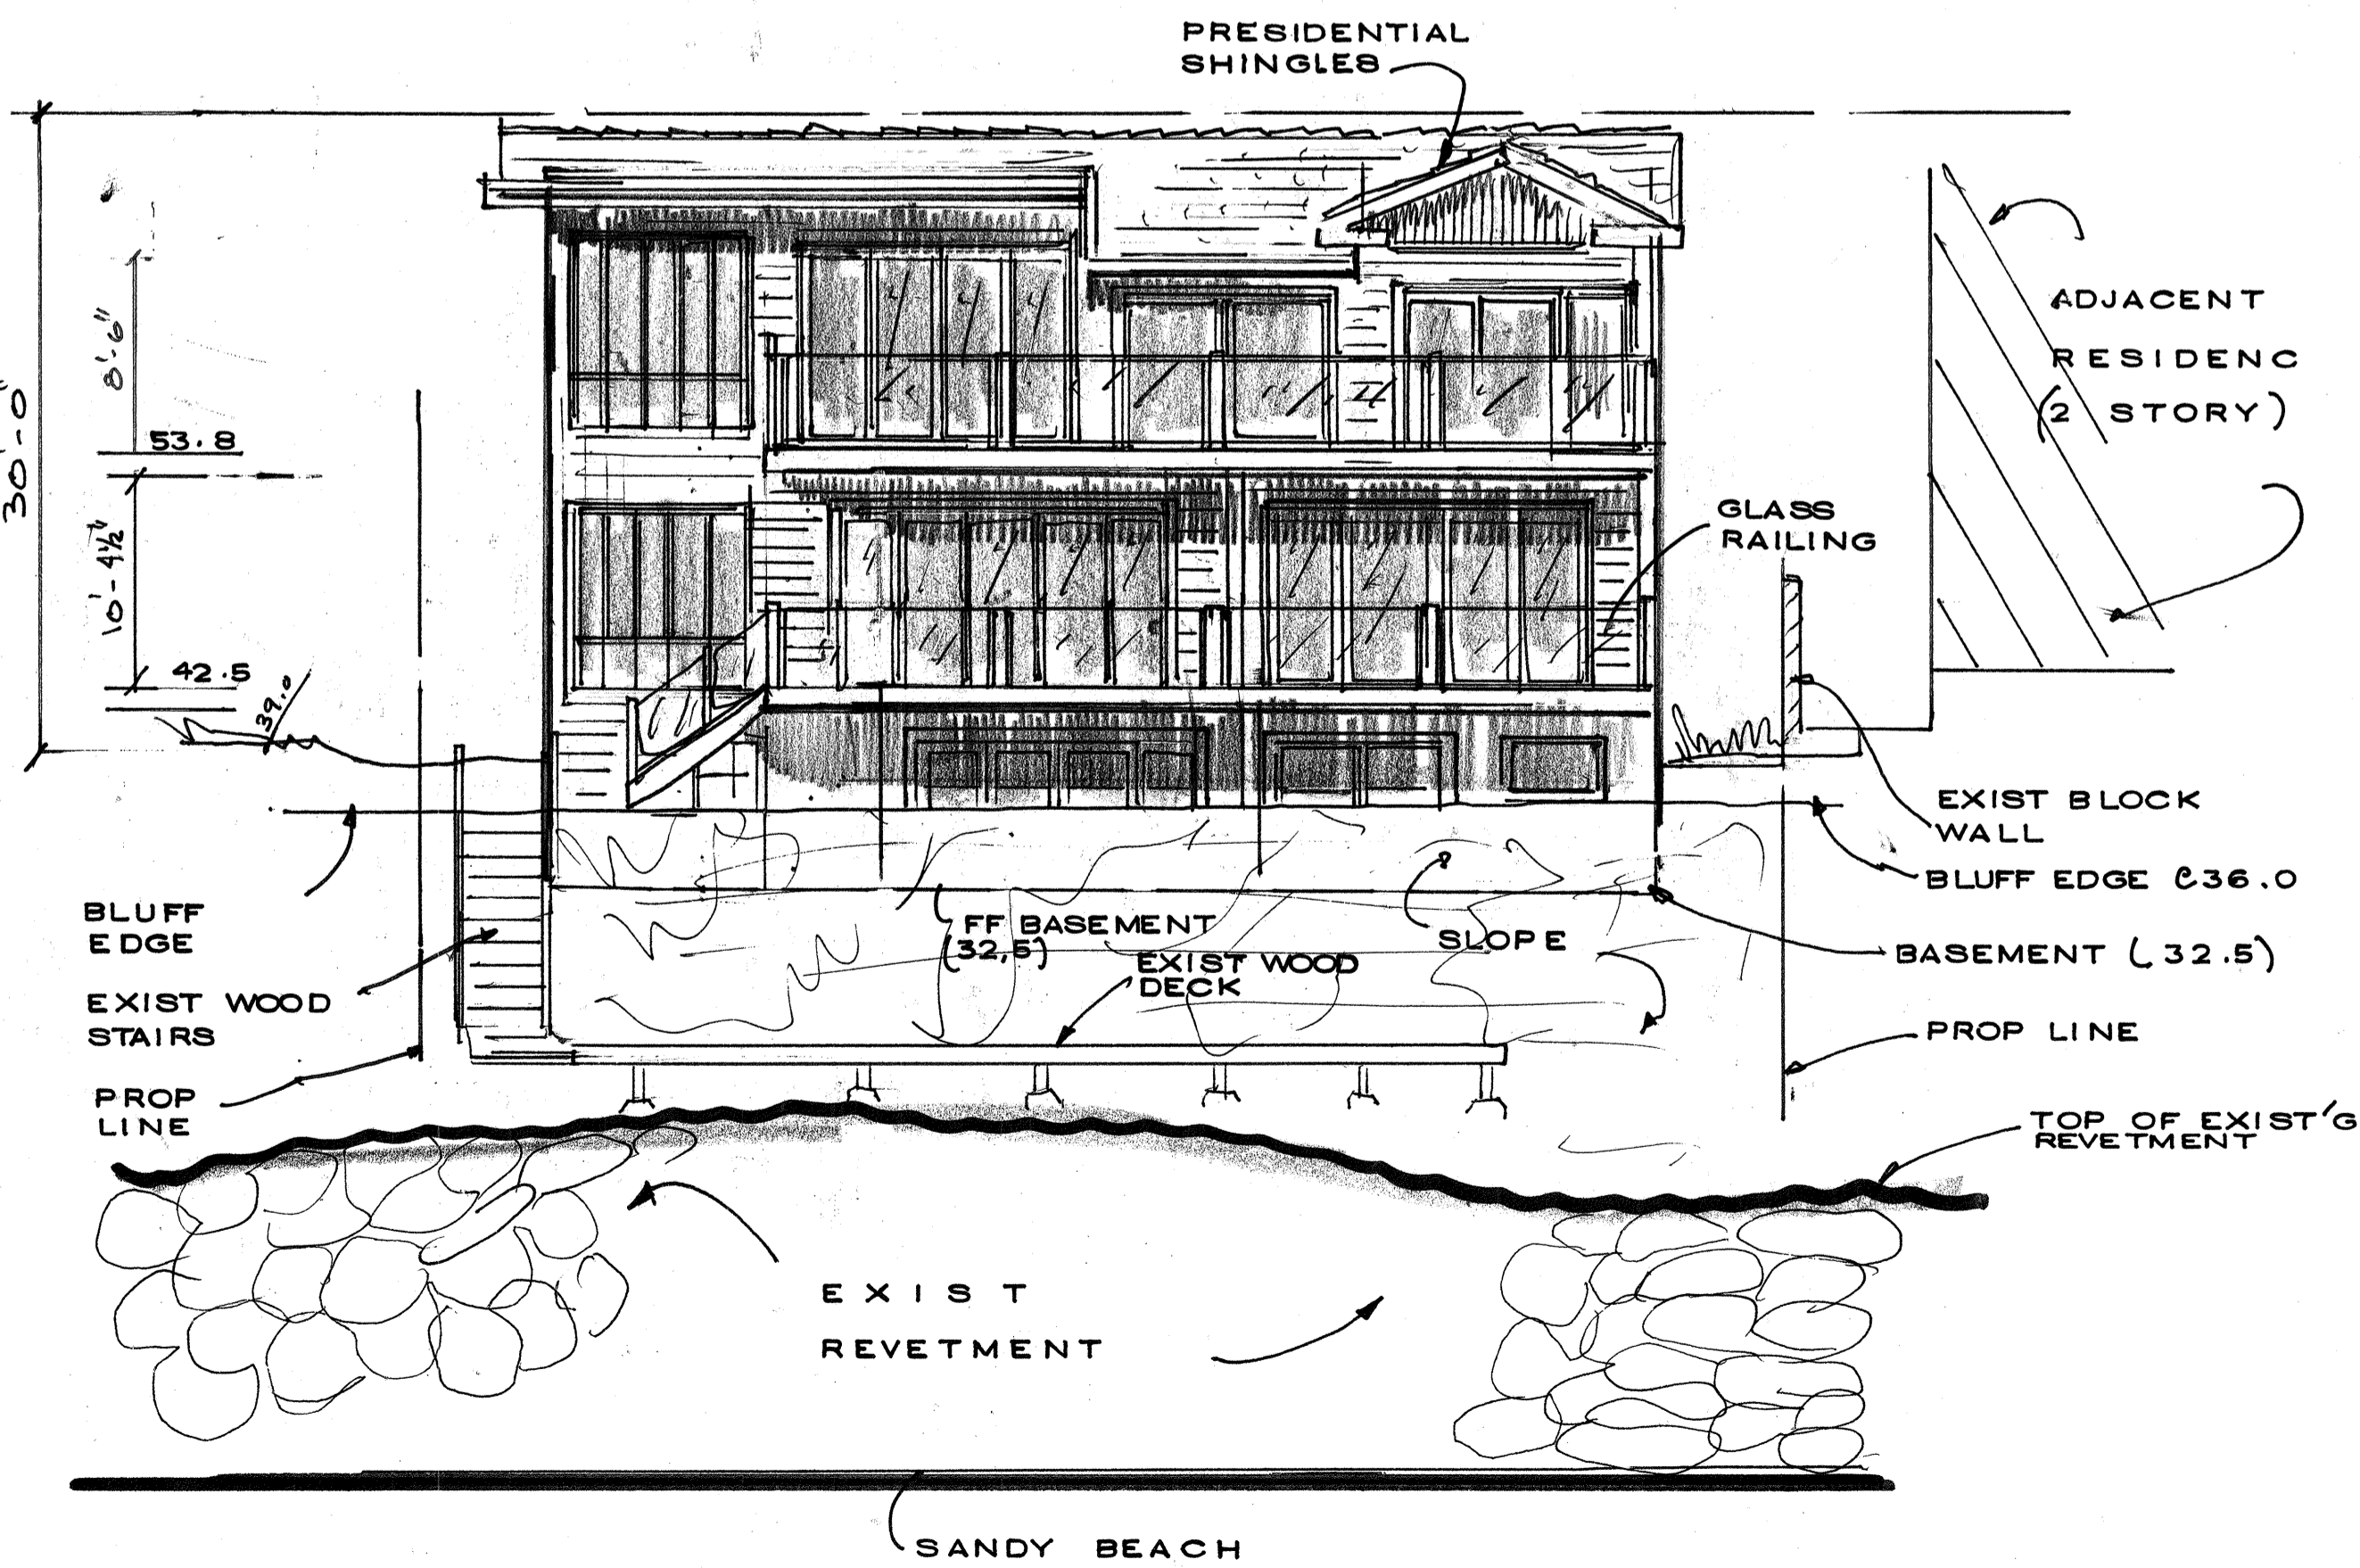 PRESIDENTIAL
SHINGLES
30'-0"
8'-6"
53.8
10'-4½"
42.5
39.0
ADJACENT
RESIDENC
(2 STORY)
GLASS
RAILING
EXIST BLOCK
WALL
BLUFF EDGE @36.0
BASEMENT (32.5)
PROP LINE
TOP OF EXIST'G
REVETMENT
BLUFF
EDGE
EXIST WOOD
STAIRS
PROP
LINE
FF BASEMENT
(32,5)
EXIST WOOD
DECK
SLOPE
EXIST
REVETMENT
SANDY BEACH